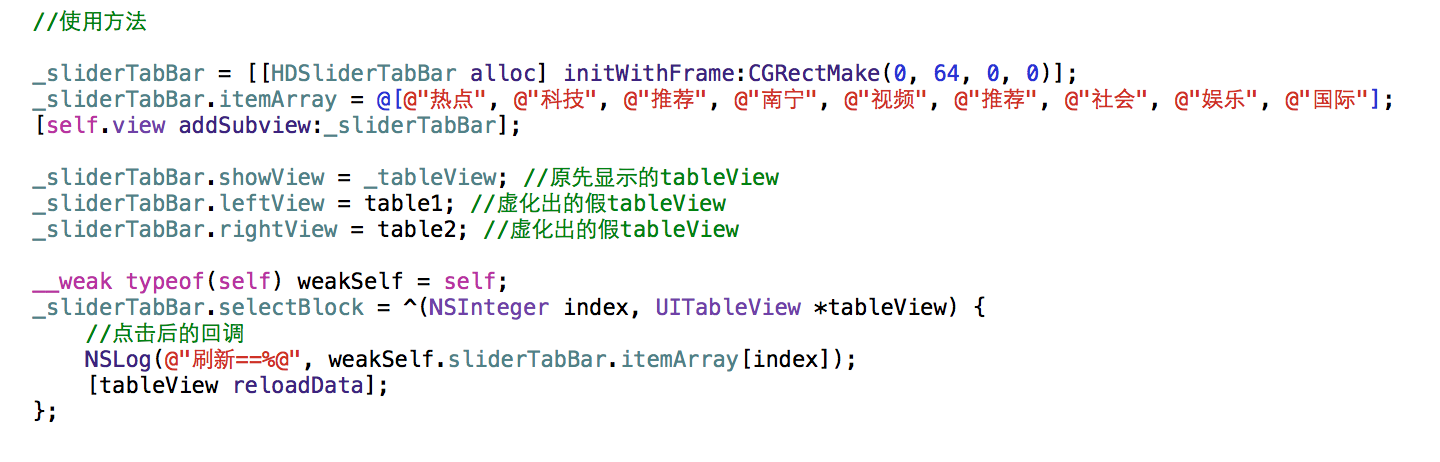 //使用方法
_sliderTabBar = [[HDSliderTabBar alloc] initWithFrame:CGRectMake(0, 64, 0, 0)];
_sliderTabBar.itemArray = @[@"热点", @"科技", @"推荐", @"南宁", @"视频", @"推荐", @"社会", @"娱乐", @"国际"];
[self.view addSubview:_sliderTabBar];
_sliderTabBar.showView = _tableView; //原先显示的tableView
_sliderTabBar.leftView = table1; //虚化出的假tableView
_sliderTabBar.rightView = table2; //虚化出的假tableView
__weak typeof(self) weakSelf = self;
_sliderTabBar.selectBlock = ^(NSInteger index, UITableView *tableView) {
//点击后的回调
NSLog(@"刷新==%@", weakSelf.sliderTabBar.itemArray[index]);
[tableView reloadData];
};